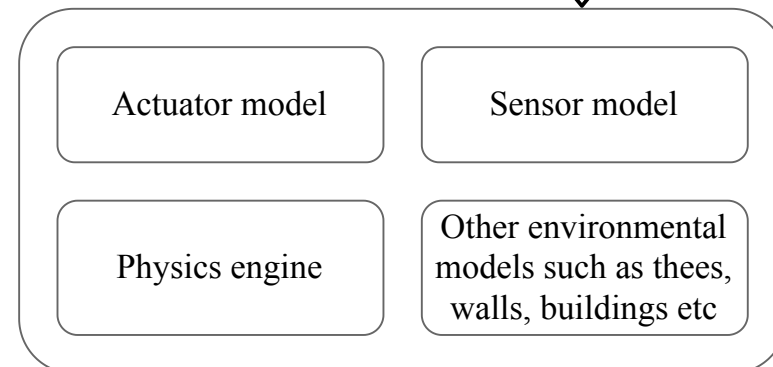 Actuator model
Sensor model
Physics engine
Other environmental
models such as thees,
walls, buildings etc